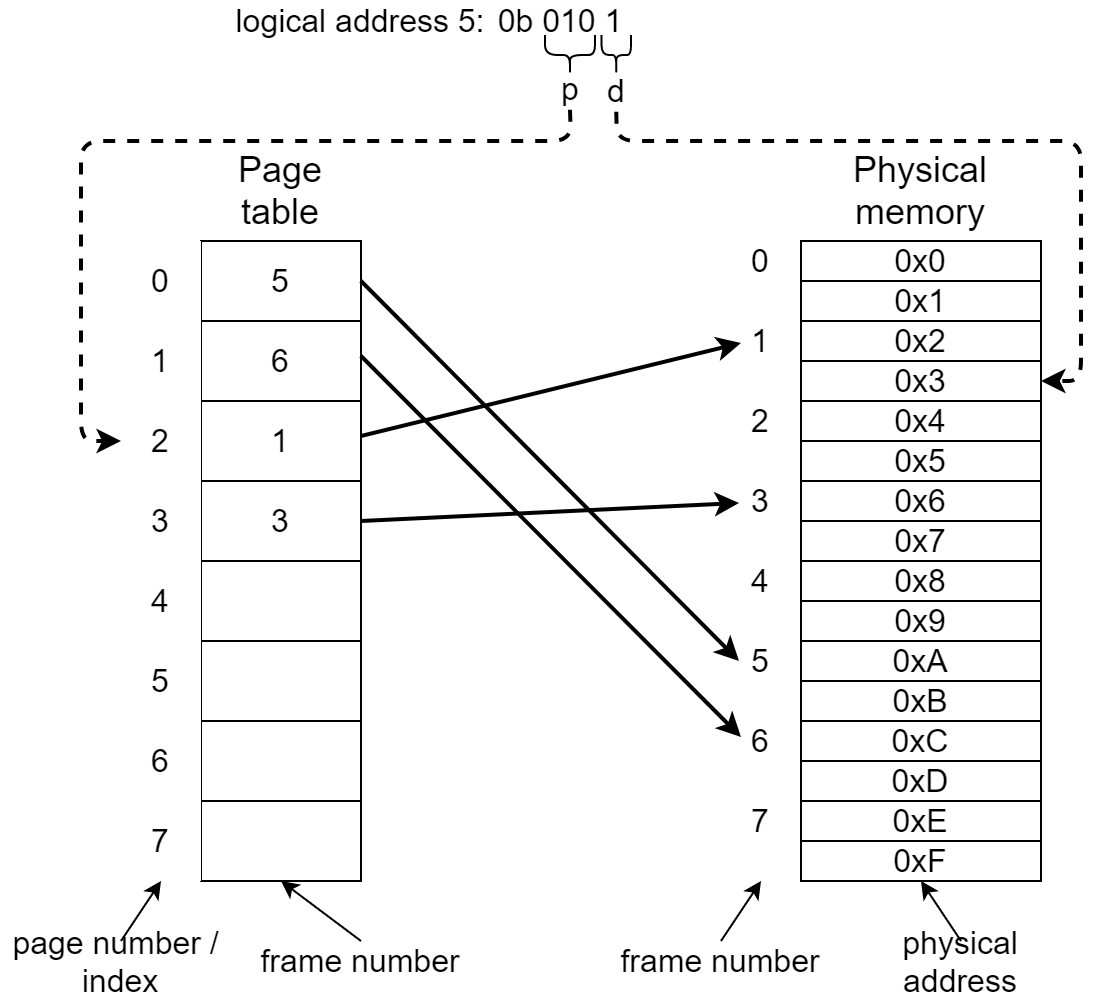 logical address 5: 0b 010 1
p d
Page
table
Physical
memory
0 5
1 6
2 1
3 3
4
5
6
7
0 0x0
0x1
1 0x2
0x3
2 0x4
0x5
3 0x6
0x7
4 0x8
0x9
5 0xA
0xB
6 0xC
0xD
7 0xE
0xF
page number /
index
frame number
frame number
physical
address